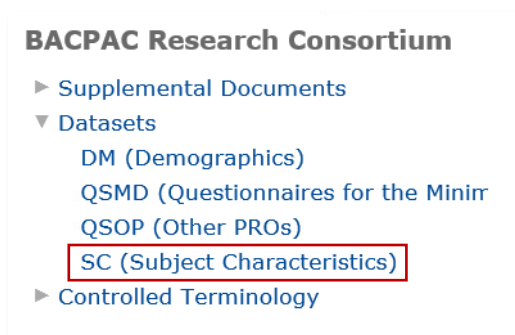 BACPAC Research Consortium
Supplemental Documents
Datasets
DM (Demographics)
QSMD (Questionnaires for the Minim
QSOP (Other PROs)
SC (Subject Characteristics)
Controlled Terminology